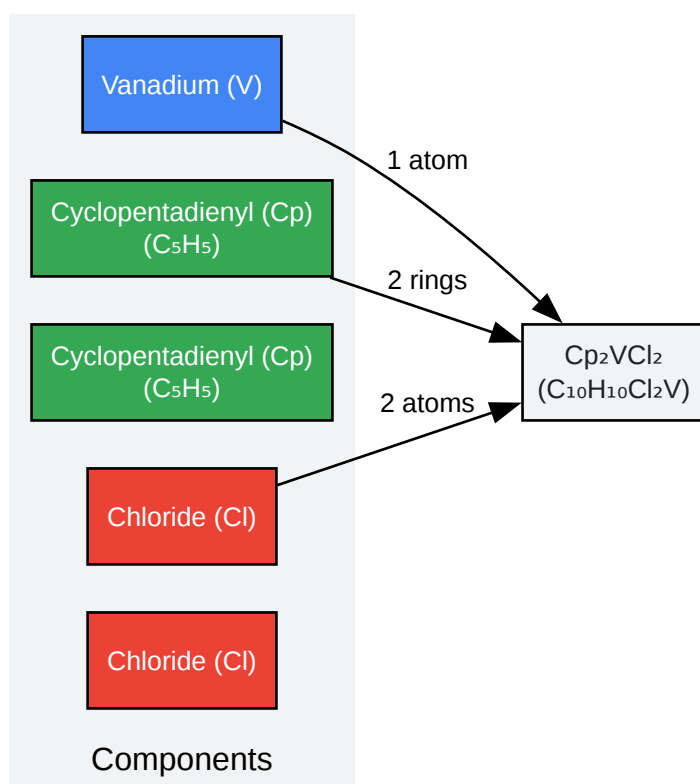 Vanadium (V)
1 atom
Cyclopentadienyl (Cp)
(C₅H₅)
2 rings
Cyclopentadienyl (Cp)
(C₅H₅)
Cp₂VCl₂
(C₁₀H₁₀Cl₂V)
2 atoms
Chloride (Cl)
Chloride (Cl)
Components